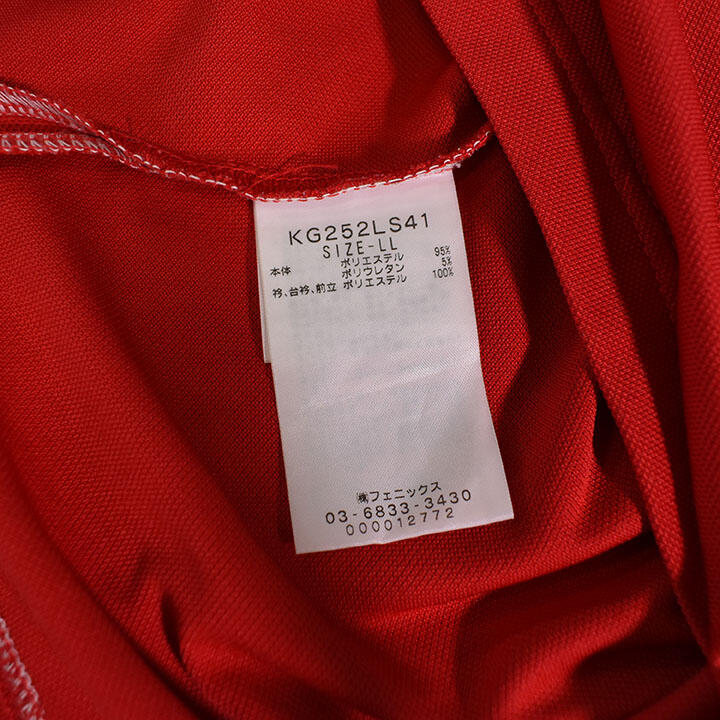 KG252LS41
SIZE-LL
本体 ポリエステル 95%
ポリウレタン 5%
衿、台衿、前立 ポリエステル 100%
㈱フェニックス
03-6833-3430
000012772